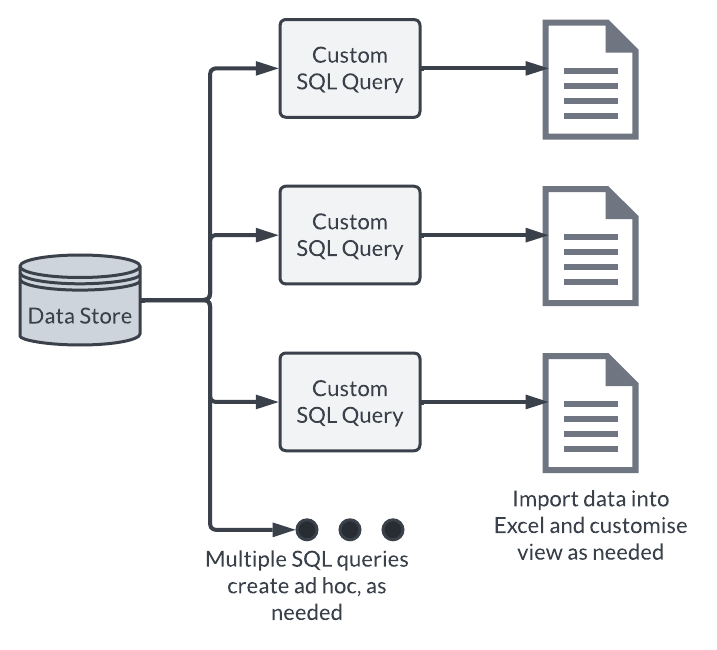 Custom
SQL Query
Custom
SQL Query
Data Store
Custom
SQL Query
Import data into
Excel and customise
view as needed
Multiple SQL queries
create ad hoc, as
needed